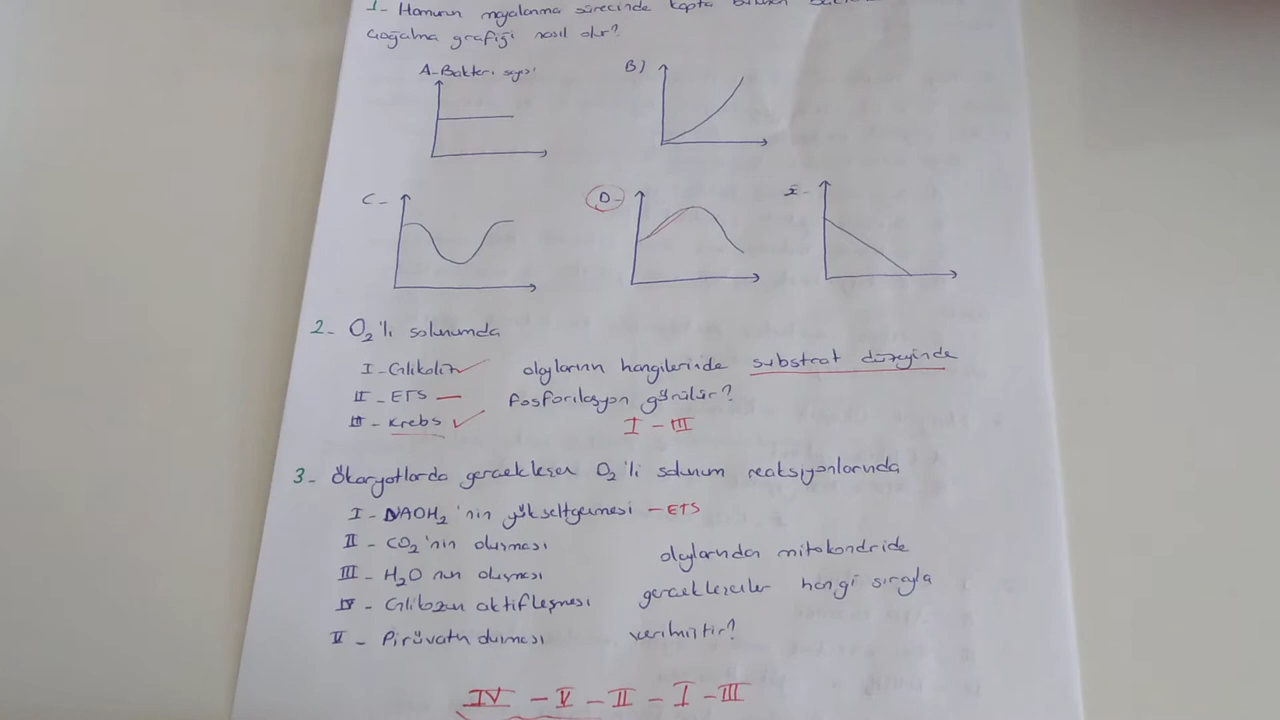 1- Hamurun mayalanma sürecinde kapta
çoğalma grafiği nasıl olur?
A- Bakteri sayısı
B)
C-
D-
E-
2- O₂'li solunumda
I - Glikoliz
II - ETS
III - Krebs
olayların hangilerinde substrat düzeyinde
fosforilasyon görülür?
I - III
3- Ökaryotlarda gerçekleşen O₂'li solunum reaksiyonlarında
I - NADH₂'nin yükseltgenmesi - ETS
II - CO₂'nin oluşması
III - H₂O nun oluşması
IV - Glikozun aktifleşmesi
V - Pirüvatın oluşması
olaylarından mitokondride
gerçekleşenler hangi sırayla
verilmiştir?
IV - V - II - I - III